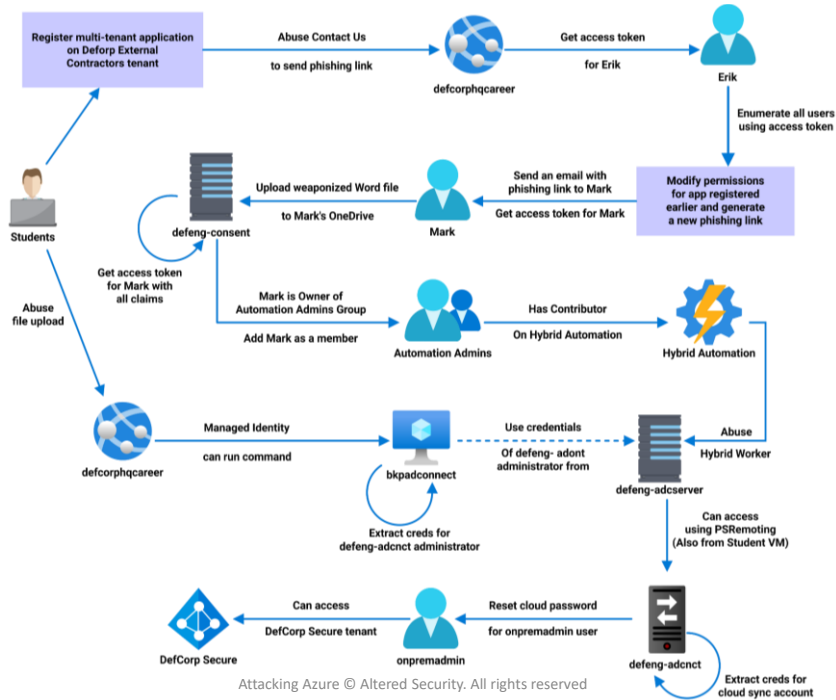 Register multi-tenant application
on Deforp External
Contractors tenant
Abuse Contact Us
to send phishing link
defcorphqcareer
Get access token
for Erik
Erik
Enumerate all users
using access token
Modify permissions
for app registered
earlier and generate
a new phishing link
Send an email with
phishing link to Mark
Get access token for Mark
Mark
Upload weaponized Word file
to Mark's OneDrive
defeng-consent
Get access token
for Mark with
all claims
Students
Abuse
file upload
Mark is Owner of
Automation Admins Group
Add Mark as a member
Automation Admins
Has Contributor
On Hybrid Automation
Hybrid Automation
Abuse
Hybrid Worker
defcorphqcareer
Managed Identity
can run command
bkpadconnect
Extract creds for
defeng-adcnct administrator
Use credentials
Of defeng- adont
administrator from
defeng-adcserver
Can access
using PSRemoting
(Also from Student VM)
defeng-adcnct
Extract creds for
cloud sync account
Reset cloud password
for onpremadmin user
onpremadmin
Can access
DefCorp Secure tenant
DefCorp Secure
Attacking Azure © Altered Security. All rights reserved